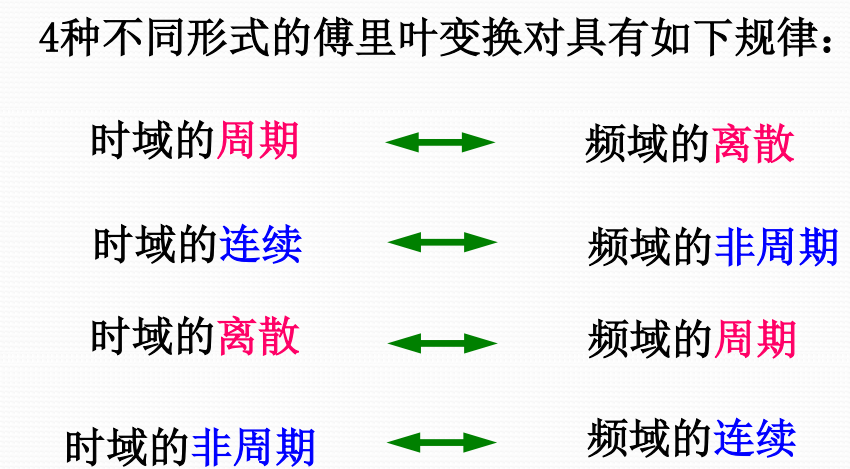 4种不同形式的傅里叶变换对具有如下规律：
时域的周期 频域的离散
时域的连续 频域的非周期
时域的离散 频域的周期
时域的非周期 频域的连续